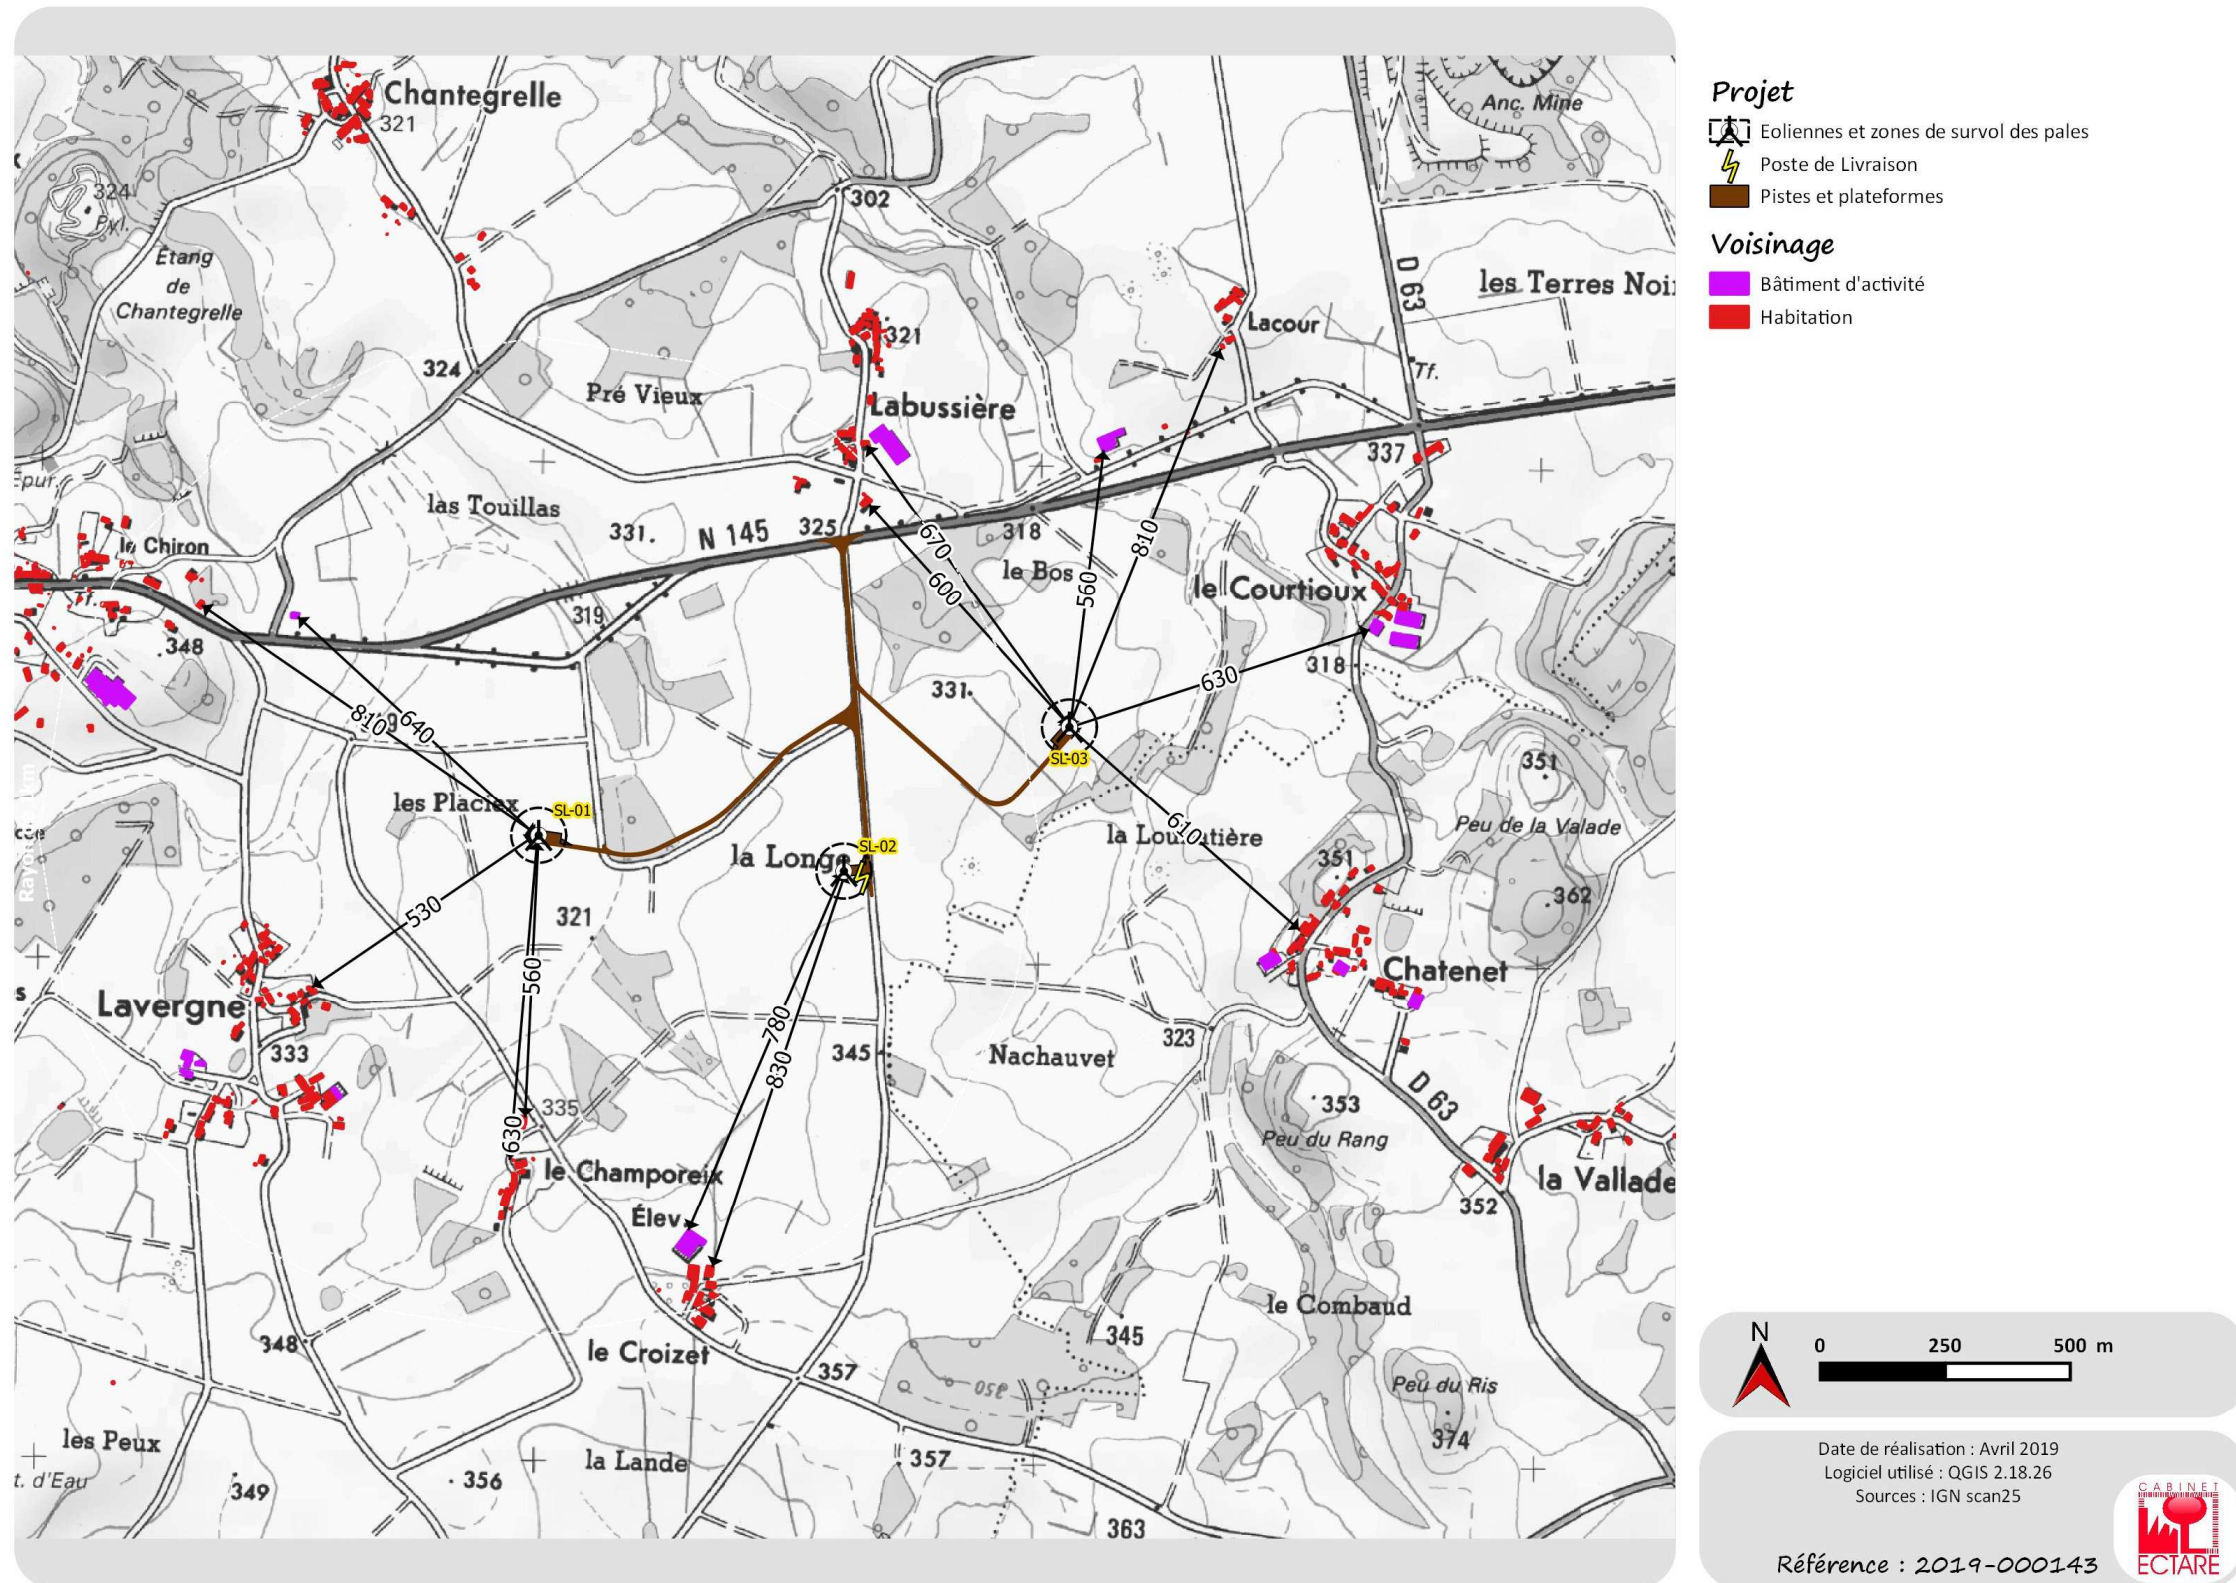 Chantegrelle
321
Anc. Mine
324
Pyl.
302
Etang
de
Chantegrelle
D 63
les Terres Noi
321
Lacour
324
Tf.
Pré Vieux
Labussière
337
Epur.
las Touillas
331.
N 145
325
318
670
le Chiron
le Bos
810
600
560
le Courtioux
Tf.
319
348
318
630
331.
810
640
SL-03
351
les Placiex
SL-01
Peu de la Valade
la Longe
SL-02
610
351
362
530
321
560
Chatenet
Lavergne
780
830
345
333
Nachauvet
323
335
630
353
D 63
Peu du Rang
le Champoreix
Élev.
la Vallade
352
le Combaud
348
le Croizet
345
357
350
Peu du Ris
374
les Peux
t. d'Eau
349
356
la Lande
357
363
Projet
Eoliennes et zones de survol des pales
Poste de Livraison
Pistes et plateformes
Voisinage
Bâtiment d'activité
Habitation
N
0 250 500 m
Date de réalisation : Avril 2019
Logiciel utilisé : QGIS 2.18.26
Sources : IGN scan25
Référence : 2019-000143
CABINET
ECTARE